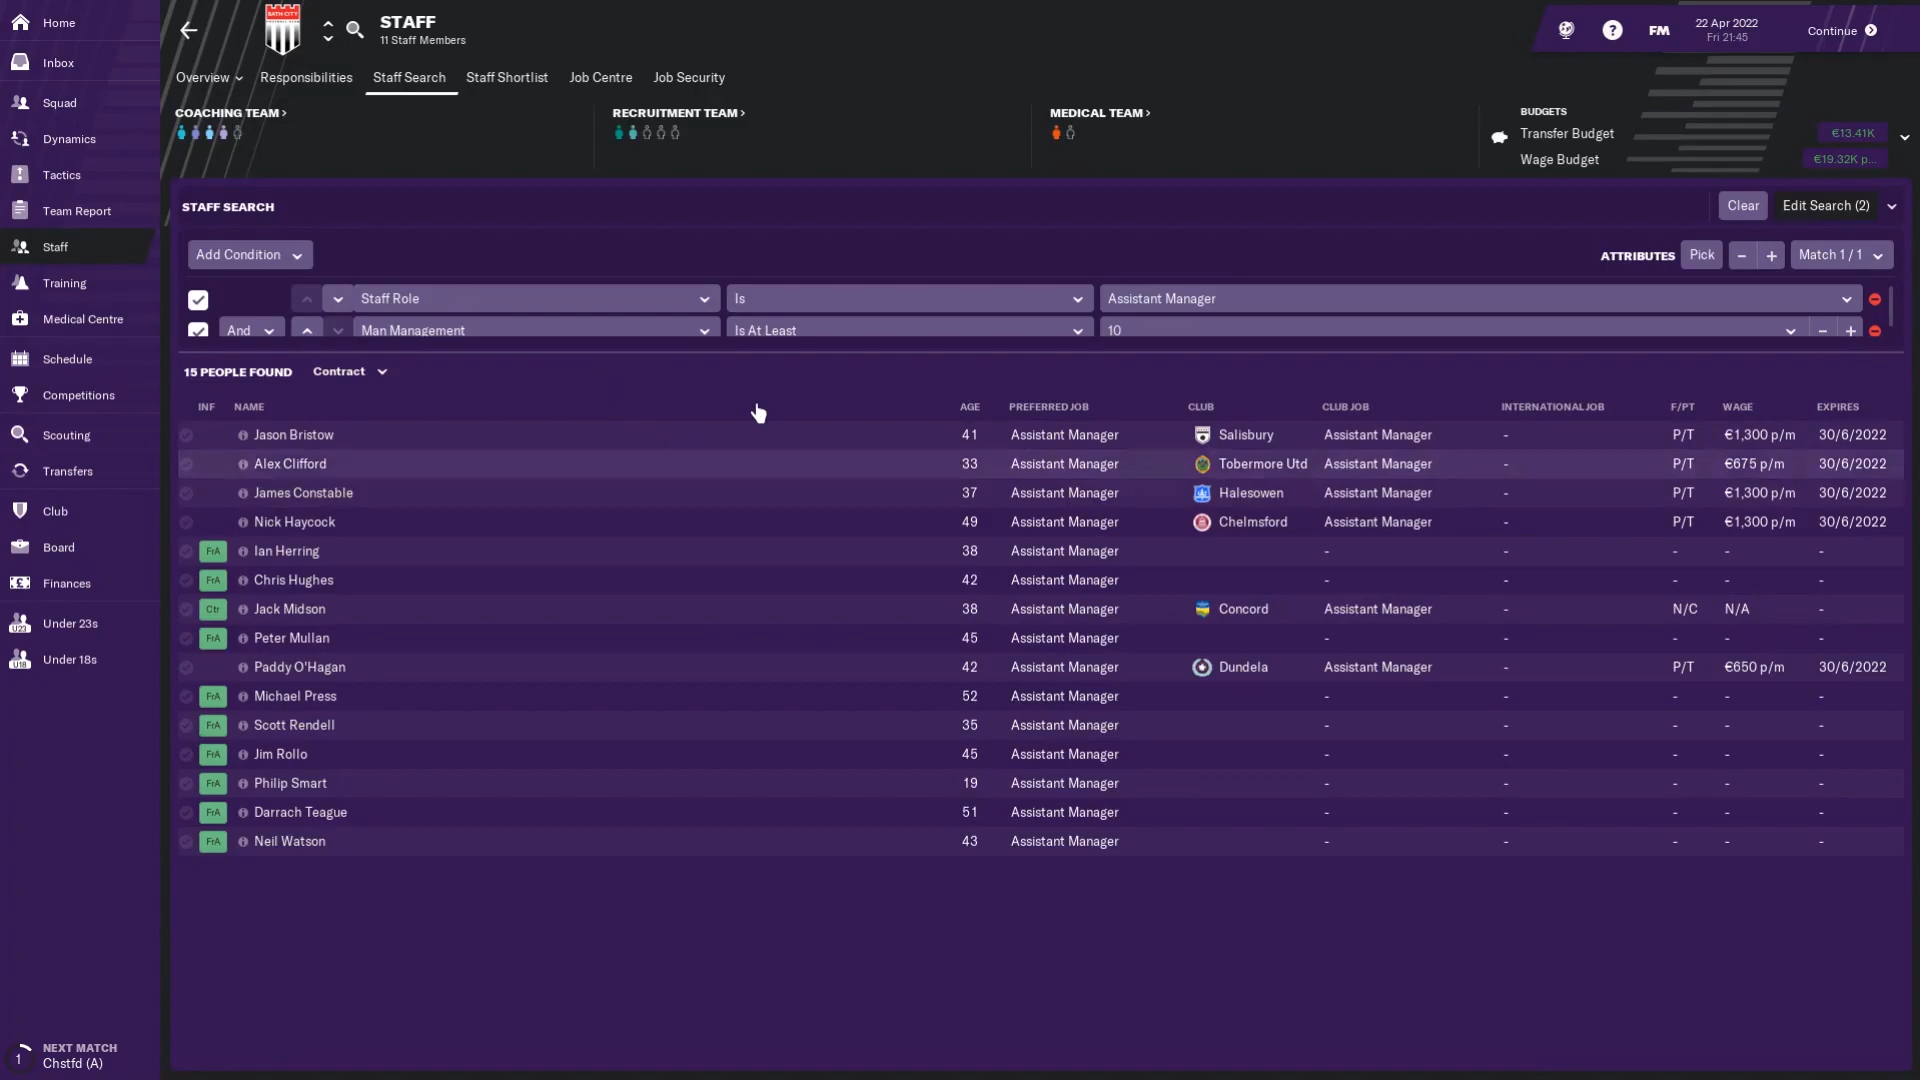 Home
Inbox
Squad
Dynamics
Tactics
Team Report
Staff
Training
Medical Centre
Schedule
Competitions
Scouting
Transfers
Club
Board
Finances
U23 Under 23s
U18 Under 18s
1 NEXT MATCH
Chstfd (A)
BATH CITY
STAFF
11 Staff Members
FM
22 Apr 2022
Fri 21:45
Continue
Overview Responsibilities Staff Search Staff Shortlist Job Centre Job Security
COACHING TEAM >
RECRUITMENT TEAM >
MEDICAL TEAM >
BUDGETS
Transfer Budget €13.41K
Wage Budget €19.32K p...
STAFF SEARCH Clear Edit Search (2)
Add Condition ATTRIBUTES Pick - + Match 1 / 1
Staff Role Is Assistant Manager
And Man Management Is At Least 10 - +
15 PEOPLE FOUND Contract
INF NAME AGE PREFERRED JOB CLUB CLUB JOB INTERNATIONAL JOB F/PT WAGE EXPIRES
Jason Bristow 41 Assistant Manager Salisbury Assistant Manager - P/T €1,300 p/m 30/6/2022
Alex Clifford 33 Assistant Manager Tobermore Utd Assistant Manager - P/T €675 p/m 30/6/2022
James Constable 37 Assistant Manager Halesowen Assistant Manager - P/T €1,300 p/m 30/6/2022
Nick Haycock 49 Assistant Manager Chelmsford Assistant Manager - P/T €1,300 p/m 30/6/2022
FrA Ian Herring 38 Assistant Manager - - - - -
FrA Chris Hughes 42 Assistant Manager - - - - -
Ctr Jack Midson 38 Assistant Manager Concord Assistant Manager - N/C N/A -
FrA Peter Mullan 45 Assistant Manager - - - - -
Paddy O'Hagan 42 Assistant Manager Dundela Assistant Manager - P/T €650 p/m 30/6/2022
FrA Michael Press 52 Assistant Manager - - - - -
FrA Scott Rendell 35 Assistant Manager - - - - -
FrA Jim Rollo 45 Assistant Manager - - - - -
FrA Philip Smart 19 Assistant Manager - - - - -
FrA Darrach Teague 51 Assistant Manager - - - - -
FrA Neil Watson 43 Assistant Manager - - - - -